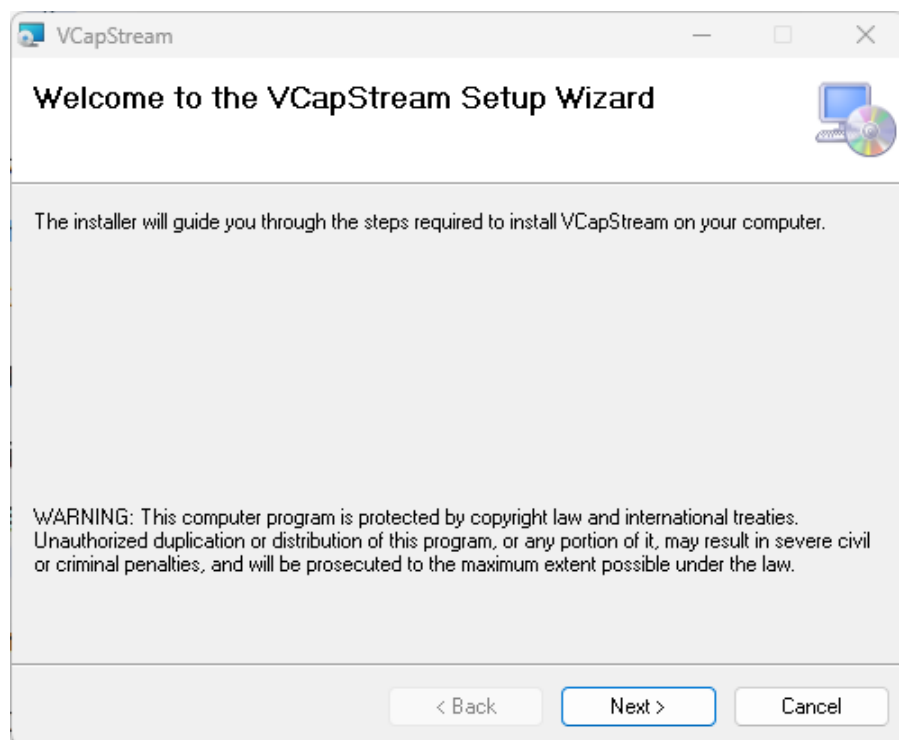 VCapStream
Welcome to the VCapStream Setup Wizard
The installer will guide you through the steps required to install VCapStream on your computer.
WARNING: This computer program is protected by copyright law and international treaties.
Unauthorized duplication or distribution of this program, or any portion of it, may result in severe civil
or criminal penalties, and will be prosecuted to the maximum extent possible under the law.
< Back
Next >
Cancel